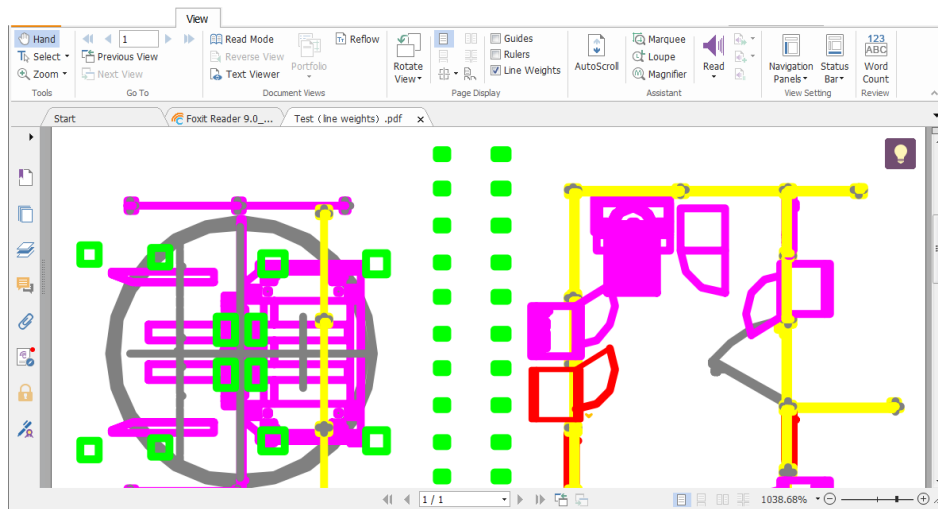 View
Hand
Select
Zoom
Tools
1
Previous View
Next View
Go To
Read Mode
Reverse View
Text Viewer
Portfolio
Reflow
Document Views
Rotate
View
Guides
Rulers
Line Weights
Page Display
AutoScroll
Marquee
Loupe
Magnifier
Read
Assistant
Navigation
Panels
Status
Bar
View Setting
123
ABC
Word
Count
Review
Start
Foxit Reader 9.0_...
Test (line weights) .pdf
1 / 1
1038.68%